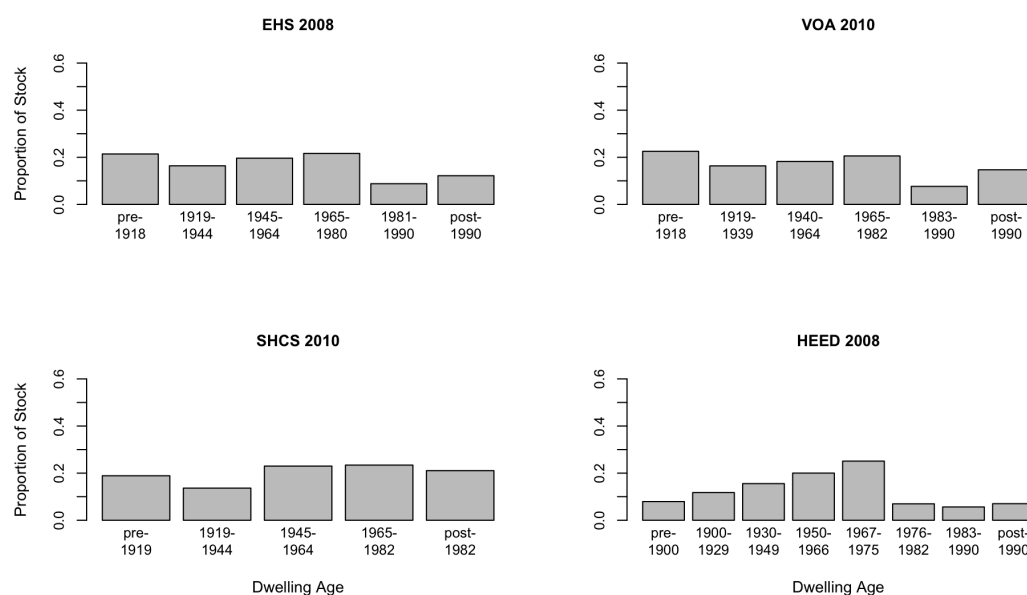 EHS 2008
Proportion of Stock
0.0 0.2 0.4 0.6
pre- 1919- 1945- 1965- 1981- post-
1918 1944 1964 1980 1990 1990
VOA 2010
0.0 0.2 0.4 0.6
pre- 1919- 1940- 1965- 1983- post-
1918 1939 1964 1982 1990 1990
SHCS 2010
Proportion of Stock
0.0 0.2 0.4 0.6
pre- 1919- 1945- 1965- post-
1919 1944 1964 1982 1982
Dwelling Age
HEED 2008
0.0 0.2 0.4 0.6
pre- 1900- 1930- 1950- 1967- 1976- 1983- post-
1900 1929 1949 1966 1975 1982 1990 1990
Dwelling Age